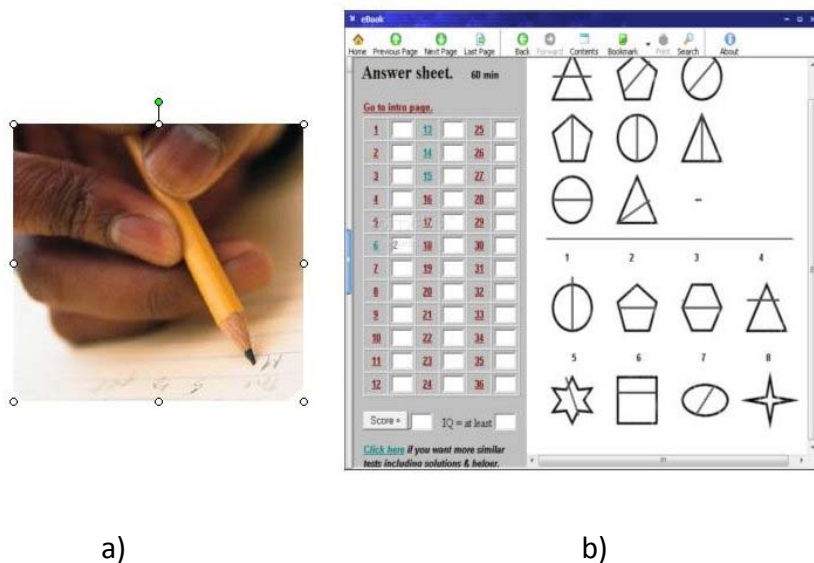 eBook
Home Previous Page Next Page Last Page Back Forward Contents Bookmark Print Search About
Answer sheet. 60 min
Go to intro page.
1 13 25
2 14 26
3 15 27
4 16 28
5 17 29
6 2 18 30
7 19 31
8 20 32
9 21 33
10 22 34
11 23 35
12 24 36
Score = IQ = at least
Click here if you want more similar
tests including solutions & helper.
1 2 3 4
5 6 7 8
a) b)